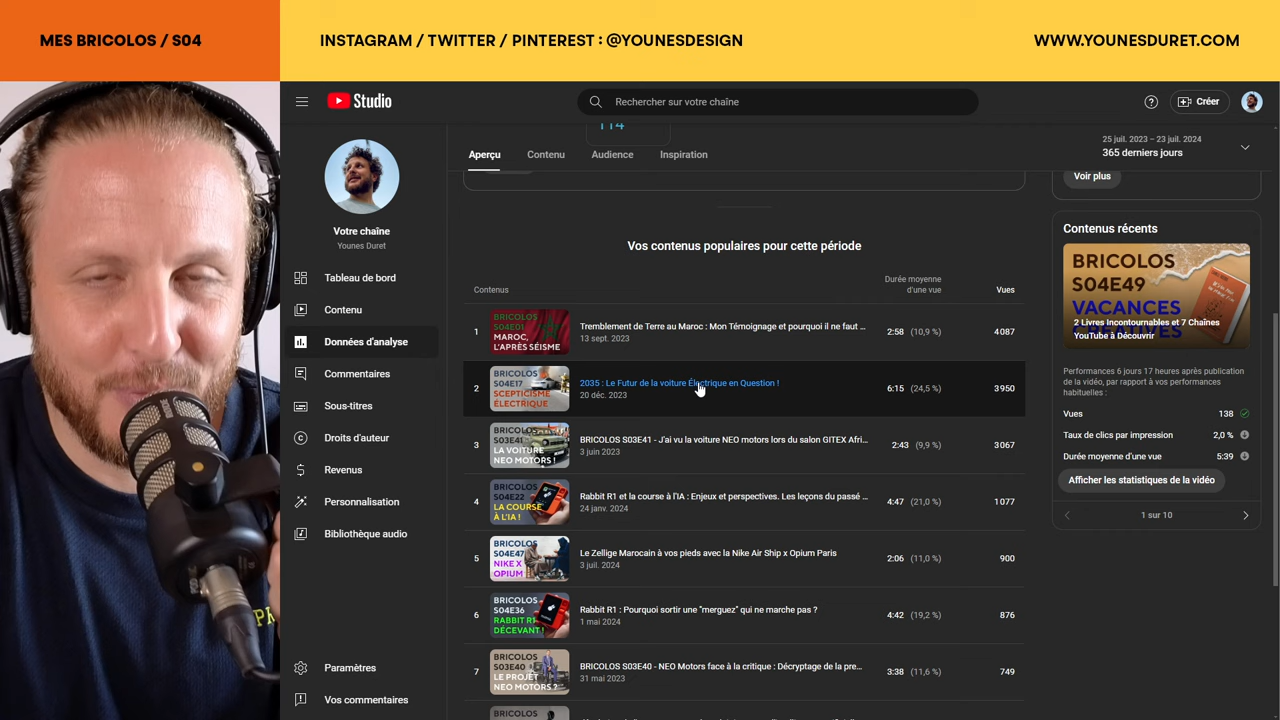 MES BRICOLOS / S04
INSTAGRAM / TWITTER / PINTEREST : @YOUNESDESIGN
WWW.YOUNESDURET.COM
Studio
Rechercher sur votre chaîne
Créer
114
Aperçu
Contenu
Audience
Inspiration
25 juil. 2023 – 23 juil. 2024
365 derniers jours
Votre chaîne
Younes Duret
Tableau de bord
Contenu
Données d'analyse
Commentaires
Sous-titres
Droits d'auteur
Revenus
Personnalisation
Bibliothèque audio
Paramètres
Vos commentaires
Vos contenus populaires pour cette période
Contenus
Durée moyenne
d'une vue
Vues
1
BRICOLOS
S04E01
MAROC,
L'APRÈS SÉISME
Tremblement de Terre au Maroc : Mon Témoignage et pourquoi il ne faut ...
13 sept. 2023
2:58 (10,9 %)
4 087
2
BRICOLOS
S04E17
SCEPTICISME
ÉLECTRIQUE
2035 : Le Futur de la voiture Électrique en Question !
20 déc. 2023
6:15 (24,5 %)
3 950
3
BRICOLOS
S03E41
LA VOITURE
NEO MOTORS !
BRICOLOS S03E41 - J'ai vu la voiture NEO motors lors du salon GITEX Afri...
3 juin 2023
2:43 (9,9 %)
3 067
4
BRICOLOS
S04E22
LA COURSE
À L'IA !
Rabbit R1 et la course à l'IA : Enjeux et perspectives. Les leçons du passé ...
24 janv. 2024
4:47 (21,0 %)
1 077
5
BRICOLOS
S04E47
NIKE X
OPIUM
Le Zellige Marocain à vos pieds avec la Nike Air Ship x Opium Paris
3 juil. 2024
2:06 (11,0 %)
900
6
BRICOLOS
S04E36
RABBIT R1
DÉCEVANT !
Rabbit R1 : Pourquoi sortir une "merguez" qui ne marche pas ?
1 mai 2024
4:42 (19,2 %)
876
7
BRICOLOS
S03E40
LE PROJET
NEO MOTORS ?
BRICOLOS S03E40 - NEO Motors face à la critique : Décryptage de la pre...
31 mai 2023
3:38 (11,6 %)
749
BRICOLOS
Voir plus
Contenus récents
BRICOLOS
S04E49
VACANCES
CRÉATIVES
2 Livres Incontournables et 7 Chaînes
YouTube à Découvrir
Performances 6 jours 17 heures après publication
de la vidéo, par rapport à vos performances
habituelles :
Vues
138
Taux de clics par impression
2,0 %
Durée moyenne d'une vue
5:39
Afficher les statistiques de la vidéo
1 sur 10